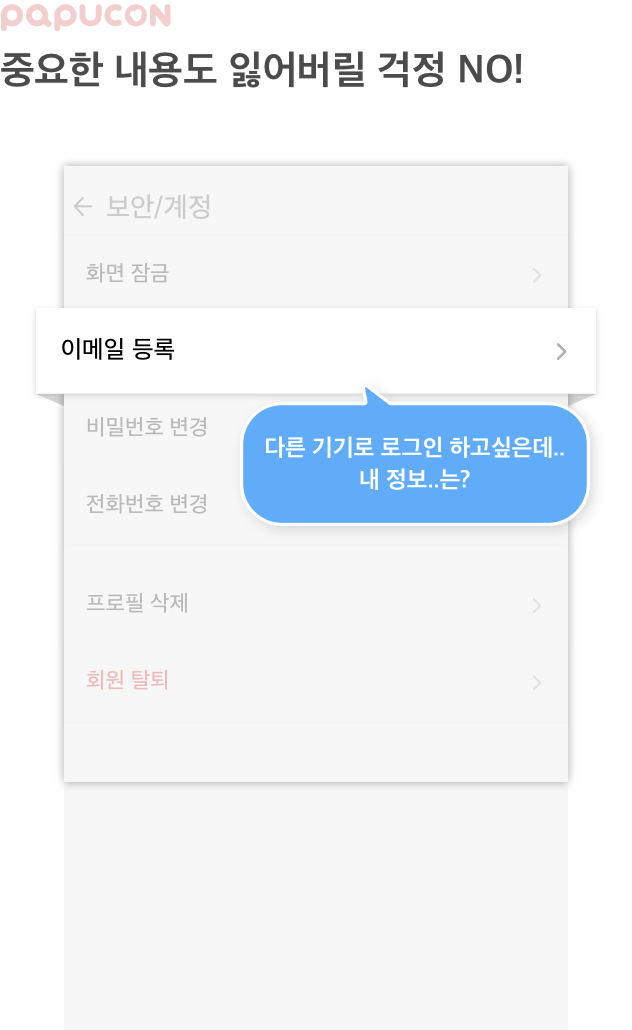 papucon
중요한 내용도 잃어버릴 걱정 NO!
보안/계정
화면 잠금
이메일 등록
비밀번호 변경
다른 기기로 로그인 하고싶은데..
내 정보..는?
전화번호 변경
프로필 삭제
회원 탈퇴